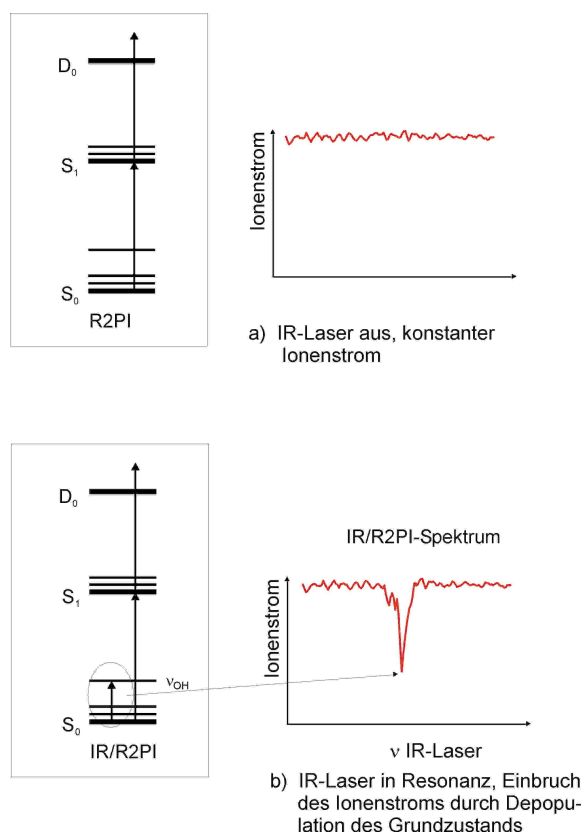 D₀
S₁
S₀
R2PI
Ionenstrom
a) IR-Laser aus, konstanter
Ionenstrom
D₀
S₁
νOH
S₀
IR/R2PI
IR/R2PI-Spektrum
Ionenstrom
ν IR-Laser
b) IR-Laser in Resonanz, Einbruch
des Ionenstroms durch Depopu-
lation des Grundzustands